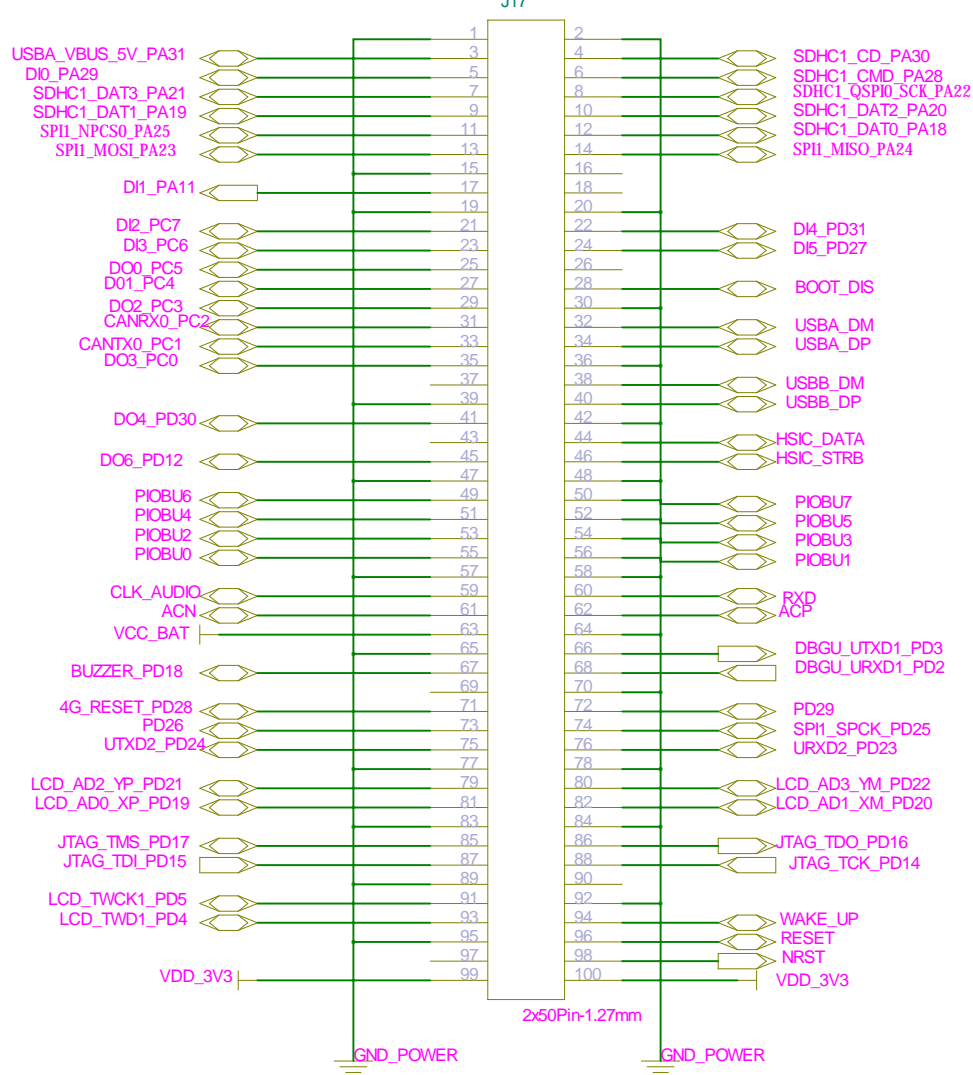 J17
1 2
USBA_VBUS_5V_PA31 3 4 SDHC1_CD_PA30
DI0_PA29 5 6 SDHC1_CMD_PA28
SDHC1_DAT3_PA21 7 8 SDHC1_QSPI0_SCK_PA22
SDHC1_DAT1_PA19 9 10 SDHC1_DAT2_PA20
SPI1_NPCS0_PA25 11 12 SDHC1_DAT0_PA18
SPI1_MOSI_PA23 13 14 SPI1_MISO_PA24
15 16
DI1_PA11 17 18
19 20
DI2_PC7 21 22 DI4_PD31
DI3_PC6 23 24 DI5_PD27
DO0_PC5 25 26
D01_PC4 27 28 BOOT_DIS
DO2_PC3 29 30
CANRX0_PC2 31 32 USBA_DM
CANTX0_PC1 33 34 USBA_DP
DO3_PC0 35 36
37 38 USBB_DM
39 40 USBB_DP
DO4_PD30 41 42
43 44 HSIC_DATA
DO6_PD12 45 46 HSIC_STRB
47 48
PIOBU6 49 50 PIOBU7
PIOBU4 51 52 PIOBU5
PIOBU2 53 54 PIOBU3
PIOBU0 55 56 PIOBU1
57 58
CLK_AUDIO 59 60 RXD
ACN 61 62 ACP
VCC_BAT 63 64
65 66 DBGU_UTXD1_PD3
BUZZER_PD18 67 68 DBGU_URXD1_PD2
69 70
4G_RESET_PD28 71 72 PD29
PD26 73 74 SPI1_SPCK_PD25
UTXD2_PD24 75 76 URXD2_PD23
77 78
LCD_AD2_YP_PD21 79 80 LCD_AD3_YM_PD22
LCD_AD0_XP_PD19 81 82 LCD_AD1_XM_PD20
83 84
JTAG_TMS_PD17 85 86 JTAG_TDO_PD16
JTAG_TDI_PD15 87 88 JTAG_TCK_PD14
89 90
LCD_TWCK1_PD5 91 92
LCD_TWD1_PD4 93 94 WAKE_UP
95 96 RESET
97 98 NRST
VDD_3V3 99 100 VDD_3V3
2x50Pin-1.27mm
GND_POWER GND_POWER